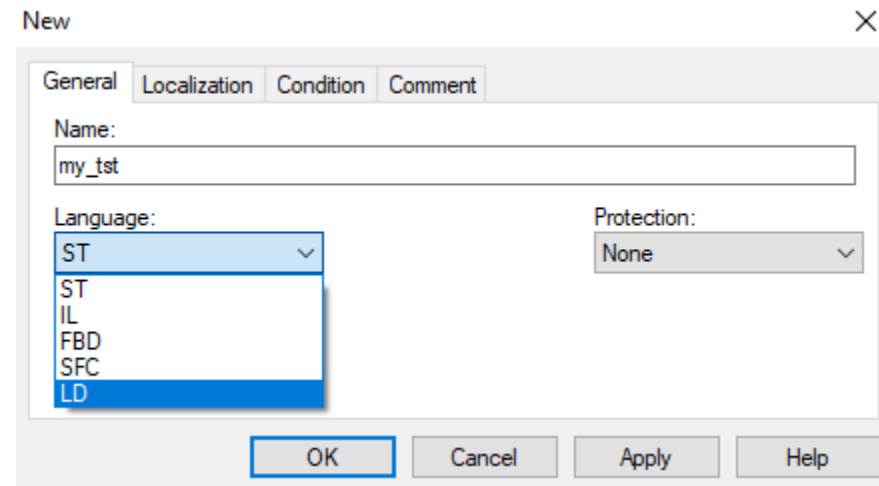 New
General Localization Condition Comment
Name:
my_tst
Language: Protection:
ST None
ST
IL
FBD
SFC
LD
OK Cancel Apply Help